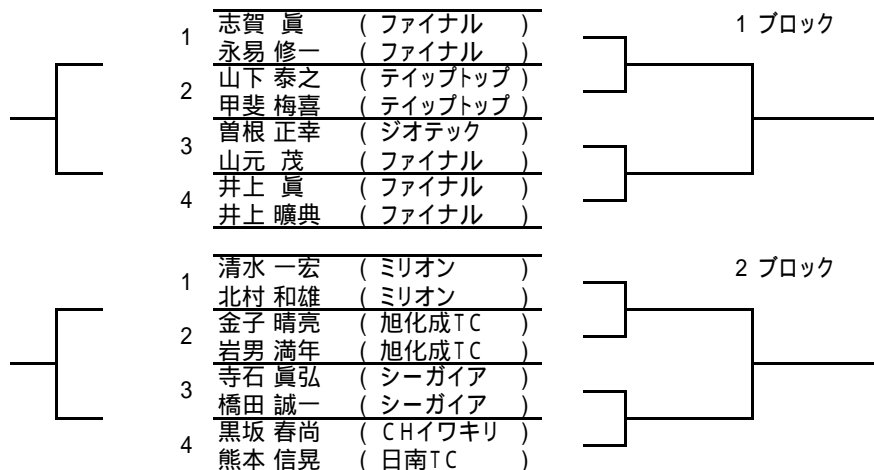 1 ブロック
1 志賀 眞 ( ファイナル )
永易 修一 ( ファイナル )
2 山下 泰之 ( テイップトップ )
甲斐 梅喜 ( テイップトップ )
3 曽根 正幸 ( ジオテック )
山元 茂 ( ファイナル )
4 井上 眞 ( ファイナル )
井上 曠典 ( ファイナル )
2 ブロック
1 清水 一宏 ( ミリオン )
北村 和雄 ( ミリオン )
2 金子 晴亮 ( 旭化成TC )
岩男 満年 ( 旭化成TC )
3 寺石 眞弘 ( シーガイア )
橋田 誠一 ( シーガイア )
4 黒坂 春尚 ( CHイワキリ )
熊本 信晃 ( 日南TC )